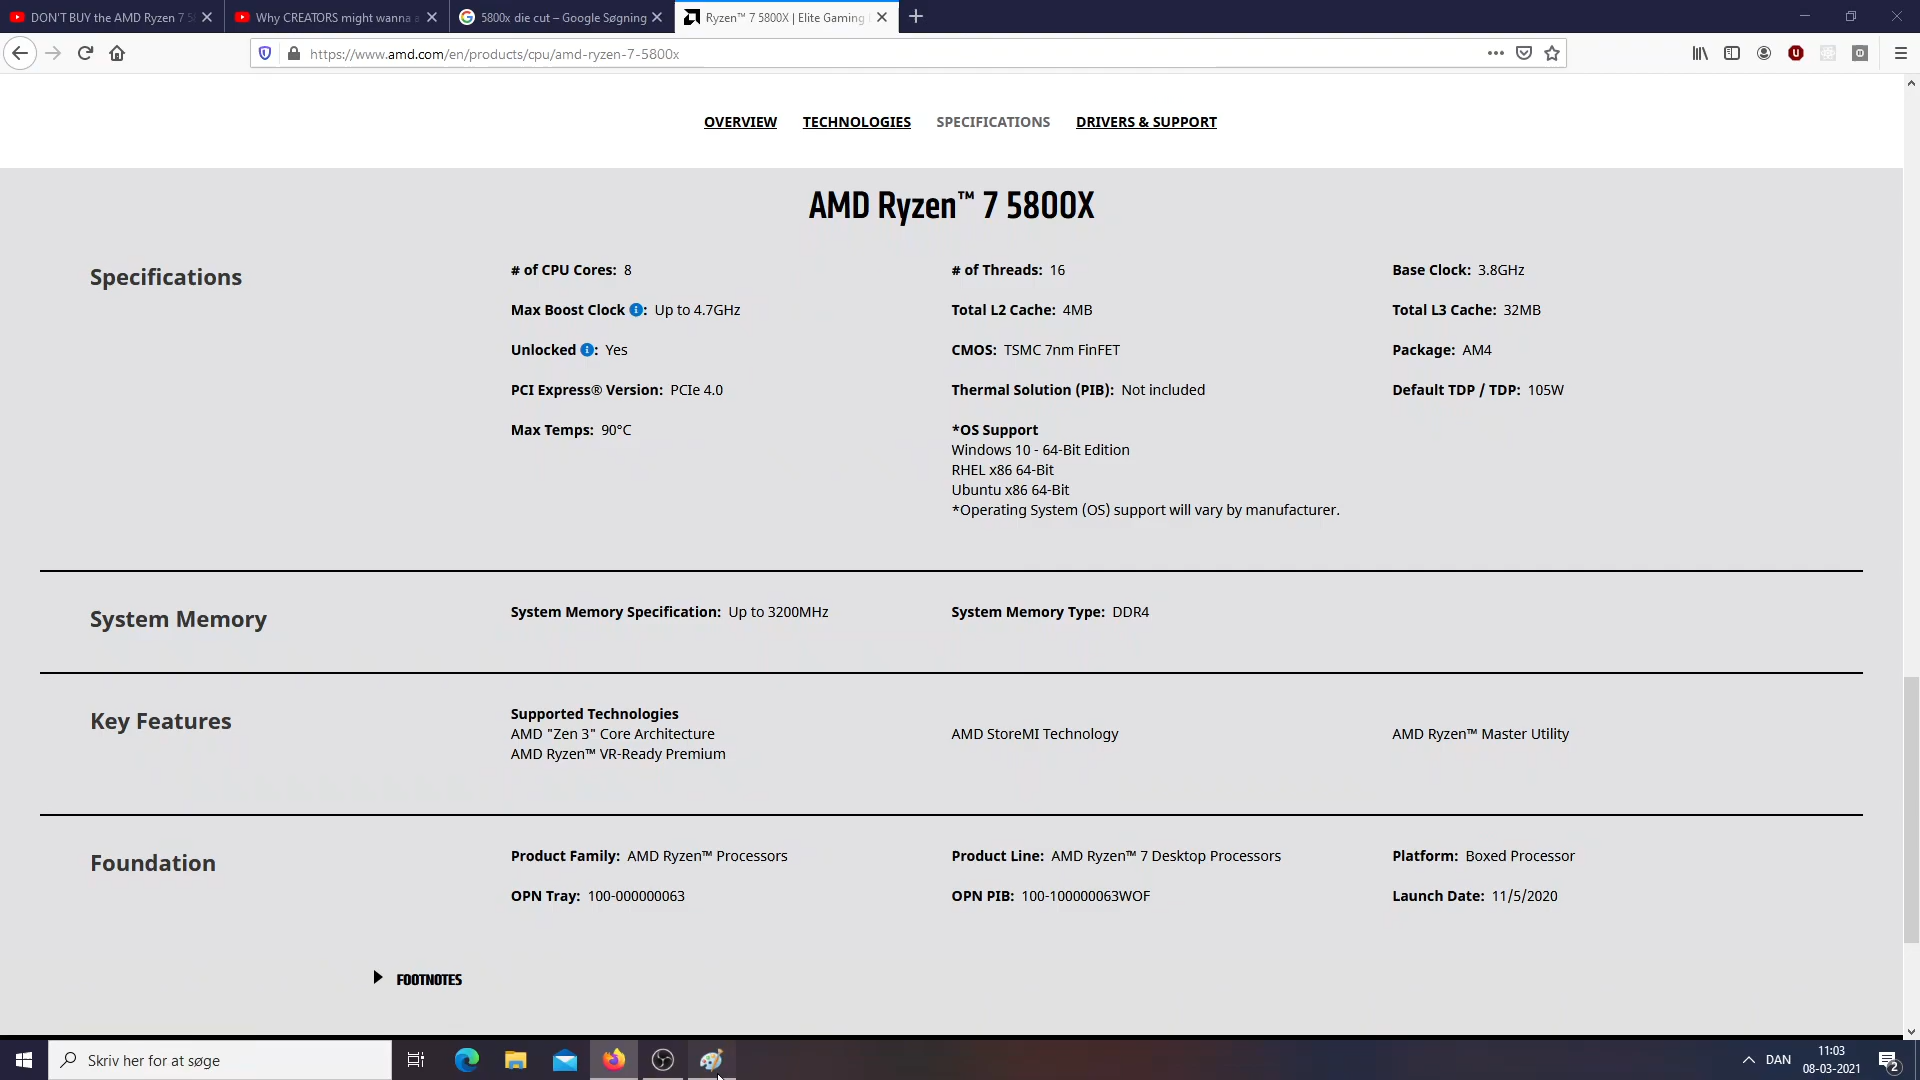 DON'T BUY the AMD Ryzen 7 5
Why CREATORS might wanna a
5800x die cut – Google Søgning
Ryzen™ 7 5800X | Elite Gaming
https://www.amd.com/en/products/cpu/amd-ryzen-7-5800x
OVERVIEW TECHNOLOGIES SPECIFICATIONS DRIVERS & SUPPORT
AMD Ryzen™ 7 5800X
Specifications
# of CPU Cores: 8
# of Threads: 16
Base Clock: 3.8GHz
Max Boost Clock : Up to 4.7GHz
Total L2 Cache: 4MB
Total L3 Cache: 32MB
Unlocked : Yes
CMOS: TSMC 7nm FinFET
Package: AM4
PCI Express® Version: PCIe 4.0
Thermal Solution (PIB): Not included
Default TDP / TDP: 105W
Max Temps: 90°C
*OS Support
Windows 10 - 64-Bit Edition
RHEL x86 64-Bit
Ubuntu x86 64-Bit
*Operating System (OS) support will vary by manufacturer.
System Memory
System Memory Specification: Up to 3200MHz
System Memory Type: DDR4
Key Features
Supported Technologies
AMD "Zen 3" Core Architecture
AMD Ryzen™ VR-Ready Premium
AMD StoreMI Technology
AMD Ryzen™ Master Utility
Foundation
Product Family: AMD Ryzen™ Processors
Product Line: AMD Ryzen™ 7 Desktop Processors
Platform: Boxed Processor
OPN Tray: 100-000000063
OPN PIB: 100-100000063WOF
Launch Date: 11/5/2020
FOOTNOTES
Skriv her for at søge
DAN
11:03
08-03-2021
2